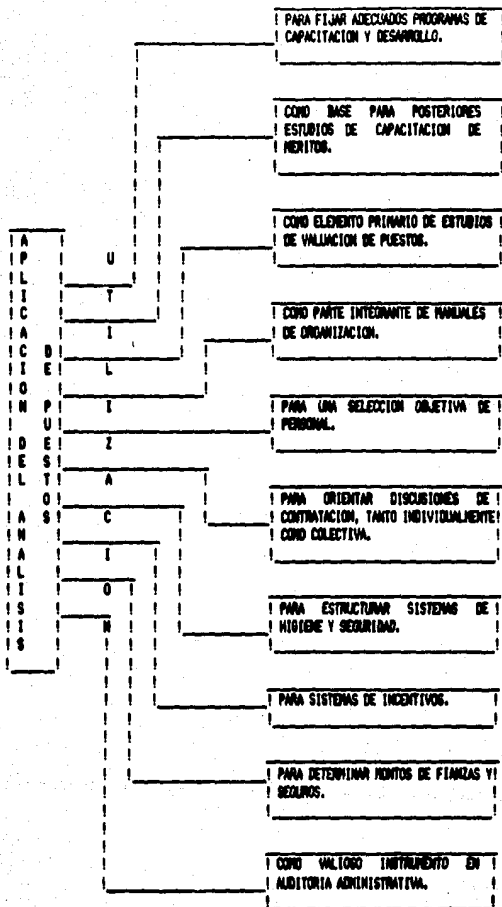 PARA FIJAR ADECUADOS PROGRAMAS DE
CAPACITACION Y DESARROLLO.
COMO BASE PARA POSTERIORES
ESTUDIOS DE CAPACITACION DE
MERITOS.
COMO ELEMENTO PRIMARIO DE ESTUDIOS
DE VALUACION DE PUESTOS.
COMO PARTE INTEGRANTE DE MANUALES
DE ORGANIZACION.
PARA UNA SELECCION OBJETIVA DE
PERSONAL.
PARA ORIENTAR DISCUSIONES DE
CONTRATACION, TANTO INDIVIDUALMENTE
COMO COLECTIVA.
PARA ESTRUCTURAR SISTEMAS DE
HIGIENE Y SEGURIDAD.
PARA SISTEMAS DE INCENTIVOS.
PARA DETERMINAR MONTOS DE FIANZAS Y
SEGUROS.
COMO VALIOSO INSTRUMENTO EN
AUDITORIA ADMINISTRATIVA.
APLICACION DEL ANALISIS
DE PUESTOS
UTILIZACION